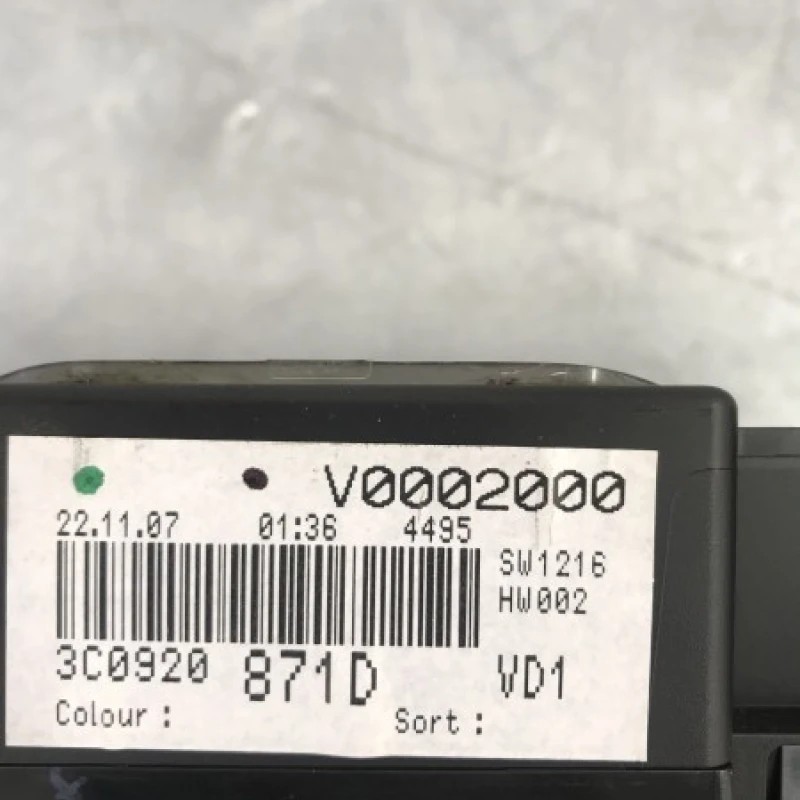 V0002000
22.11.07 01:36 4495
SW1216
HW002
3C0920 871D VD1
Colour : Sort :